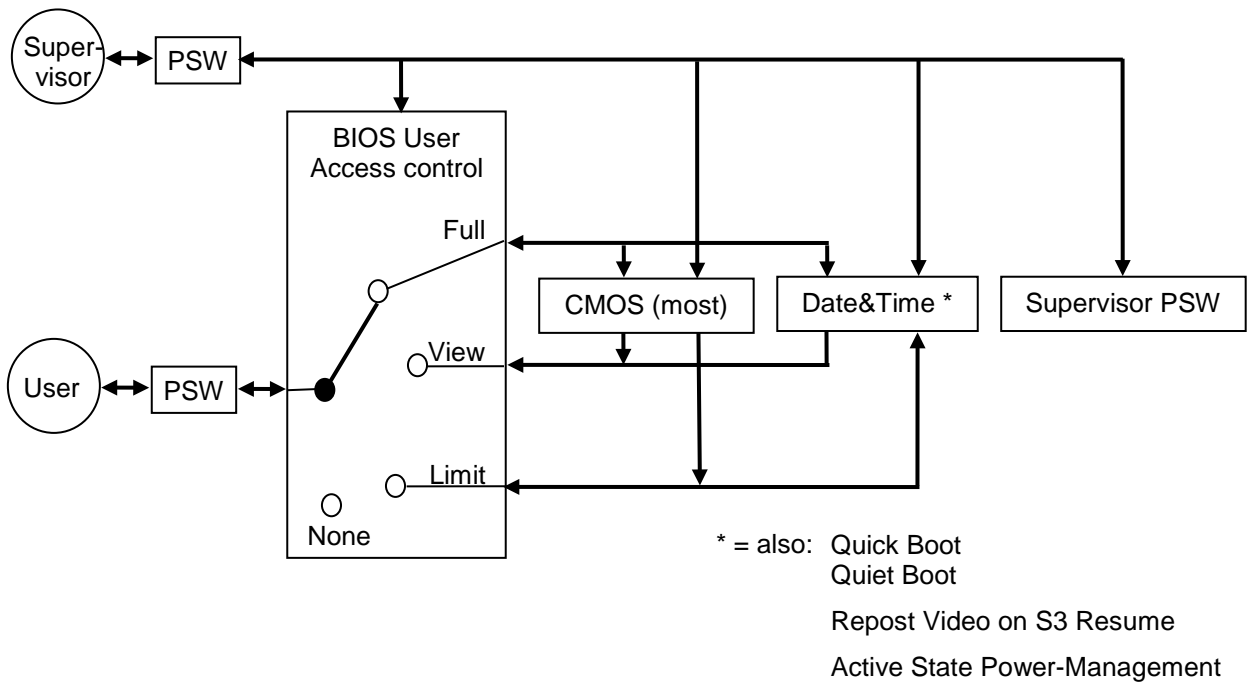 Super-
visor
PSW
BIOS User
Access control
Full
CMOS (most)
Date&Time *
Supervisor PSW
View
User
PSW
Limit
None
* = also: Quick Boot
Quiet Boot
Repost Video on S3 Resume
Active State Power-Management